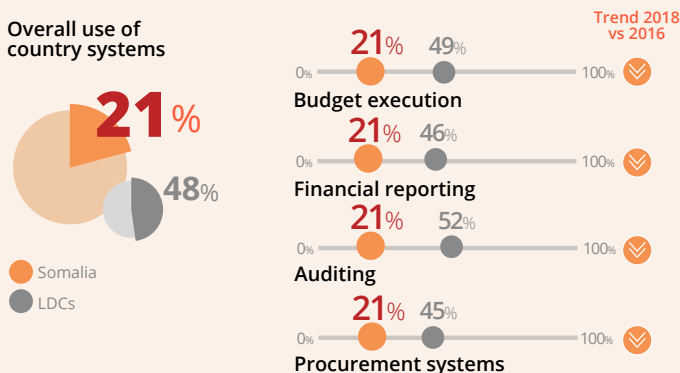 Overall use of
country systems
21%
48%
Somalia
LDCs
Trend 2018
vs 2016
21% 49%
0% 100%
Budget execution
21% 46%
0% 100%
Financial reporting
21% 52%
0% 100%
Auditing
21% 45%
0% 100%
Procurement systems